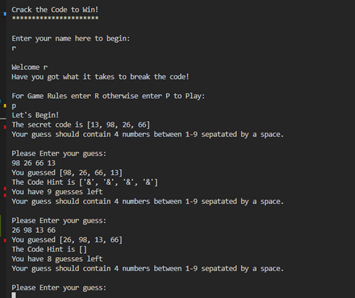 Crack the Code to Win!
**********************
Enter your name here to begin:
r
Welcome r
Have you got what it takes to break the code!
For Game Rules enter R otherwise enter P to Play:
p
Let's Begin!
The secret code is [13, 98, 26, 66]
Your guess should contain 4 numbers between 1-9 sepatated by a space.
Please Enter your guess:
98 26 66 13
You guessed [98, 26, 66, 13]
The Code Hint is ['&', '&', '&', '&']
You have 9 guesses left
Your guess should contain 4 numbers between 1-9 sepatated by a space.
Please Enter your guess:
26 98 13 66
You guessed [26, 98, 13, 66]
The Code Hint is []
You have 8 guesses left
Your guess should contain 4 numbers between 1-9 sepatated by a space.
Please Enter your guess: